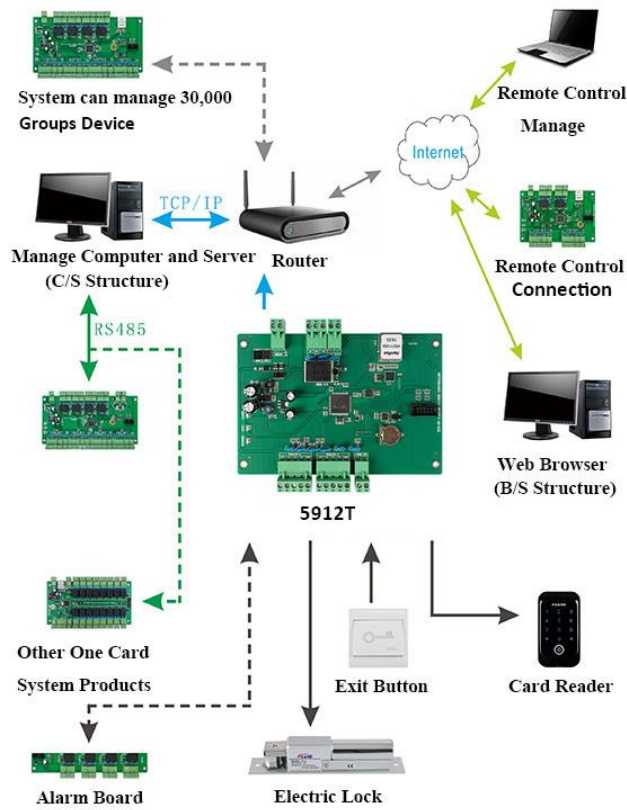 System can manage 30,000
Groups Device
Remote Control
Manage
Internet
TCP/IP
Manage Computer and Server
(C/S Structure)
Router
Remote Control
Connection
RS485
Web Browser
(B/S Structure)
5912T
Other One Card
System Products
Exit Button
Card Reader
Alarm Board
Electric Lock